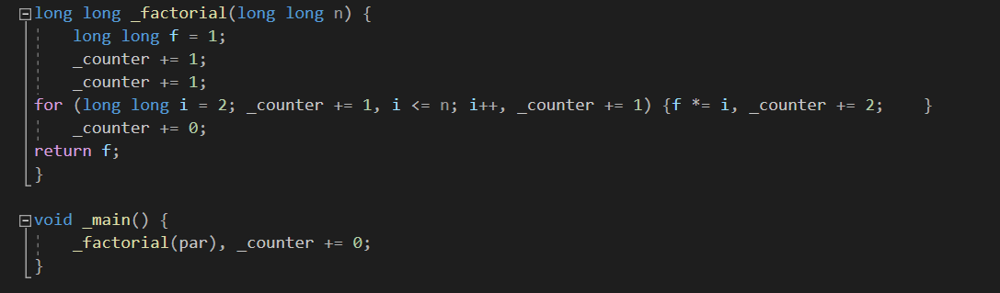 long long _factorial(long long n) {
    long long f = 1;
    _counter += 1;
    _counter += 1;
for (long long i = 2; _counter += 1, i <= n; i++, _counter += 1) {f *= i, _counter += 2;    }
    _counter += 0;
return f;
}

void _main() {
    _factorial(par), _counter += 0;
}